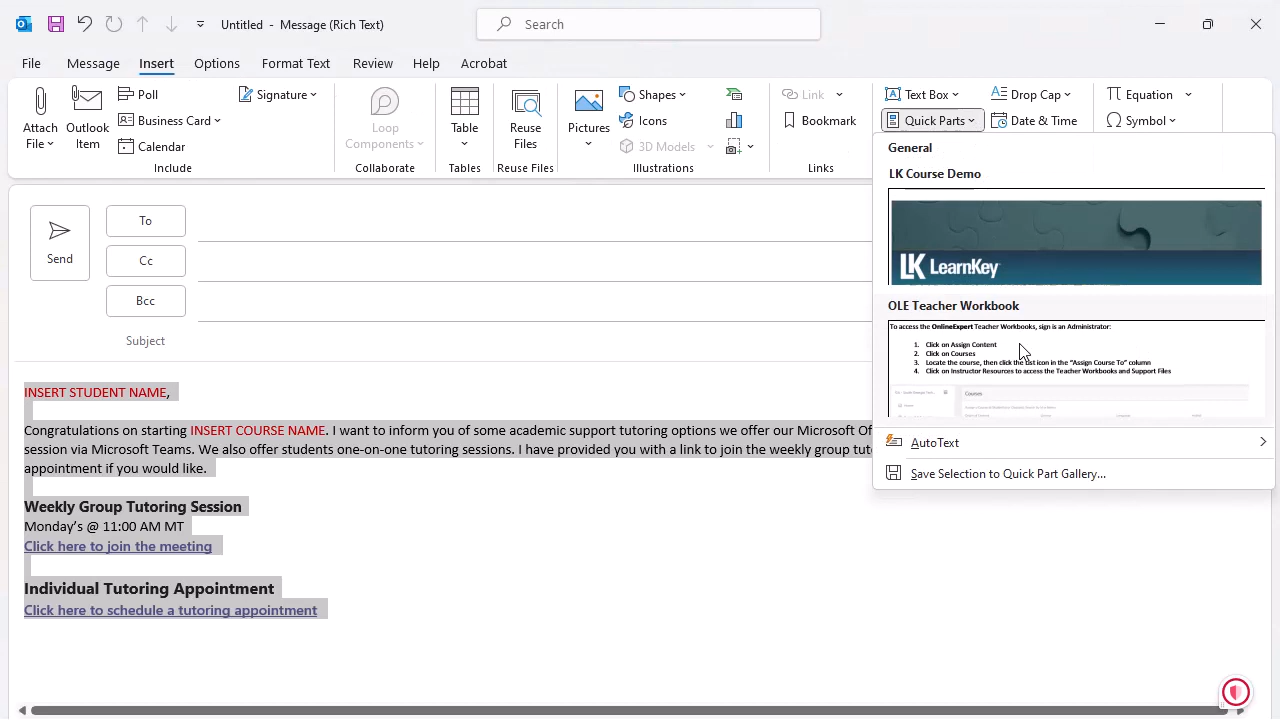 Untitled - Message (Rich Text)
Search
File Message Insert Options Format Text Review Help Acrobat
Attach File
Outlook Item
Poll
Business Card
Calendar
Signature
Include
Loop Components
Collaborate
Table
Tables
Reuse Files
Reuse Files
Pictures
Shapes
Icons
3D Models
Illustrations
Link
Bookmark
Links
Text Box
Quick Parts
Drop Cap
Date & Time
Equation
Symbol
General
LK Course Demo
LK LearnKey
OLE Teacher Workbook
To access the OnlineExpert Teacher Workbooks, sign is an Administrator:
1. Click on Assign Content
2. Click on Courses
3. Locate the course, then click the list icon in the "Assign Course To" column
4. Click on Instructor Resources to access the Teacher Workbooks and Support Files
Courses
AutoText
Save Selection to Quick Part Gallery...
Send
To
Cc
Bcc
Subject
INSERT STUDENT NAME,
Congratulations on starting INSERT COURSE NAME. I want to inform you of some academic support tutoring options we offer our Microsoft Of
session via Microsoft Teams. We also offer students one-on-one tutoring sessions. I have provided you with a link to join the weekly group tut
appointment if you would like.
Weekly Group Tutoring Session
Monday's @ 11:00 AM MT
Click here to join the meeting
Individual Tutoring Appointment
Click here to schedule a tutoring appointment